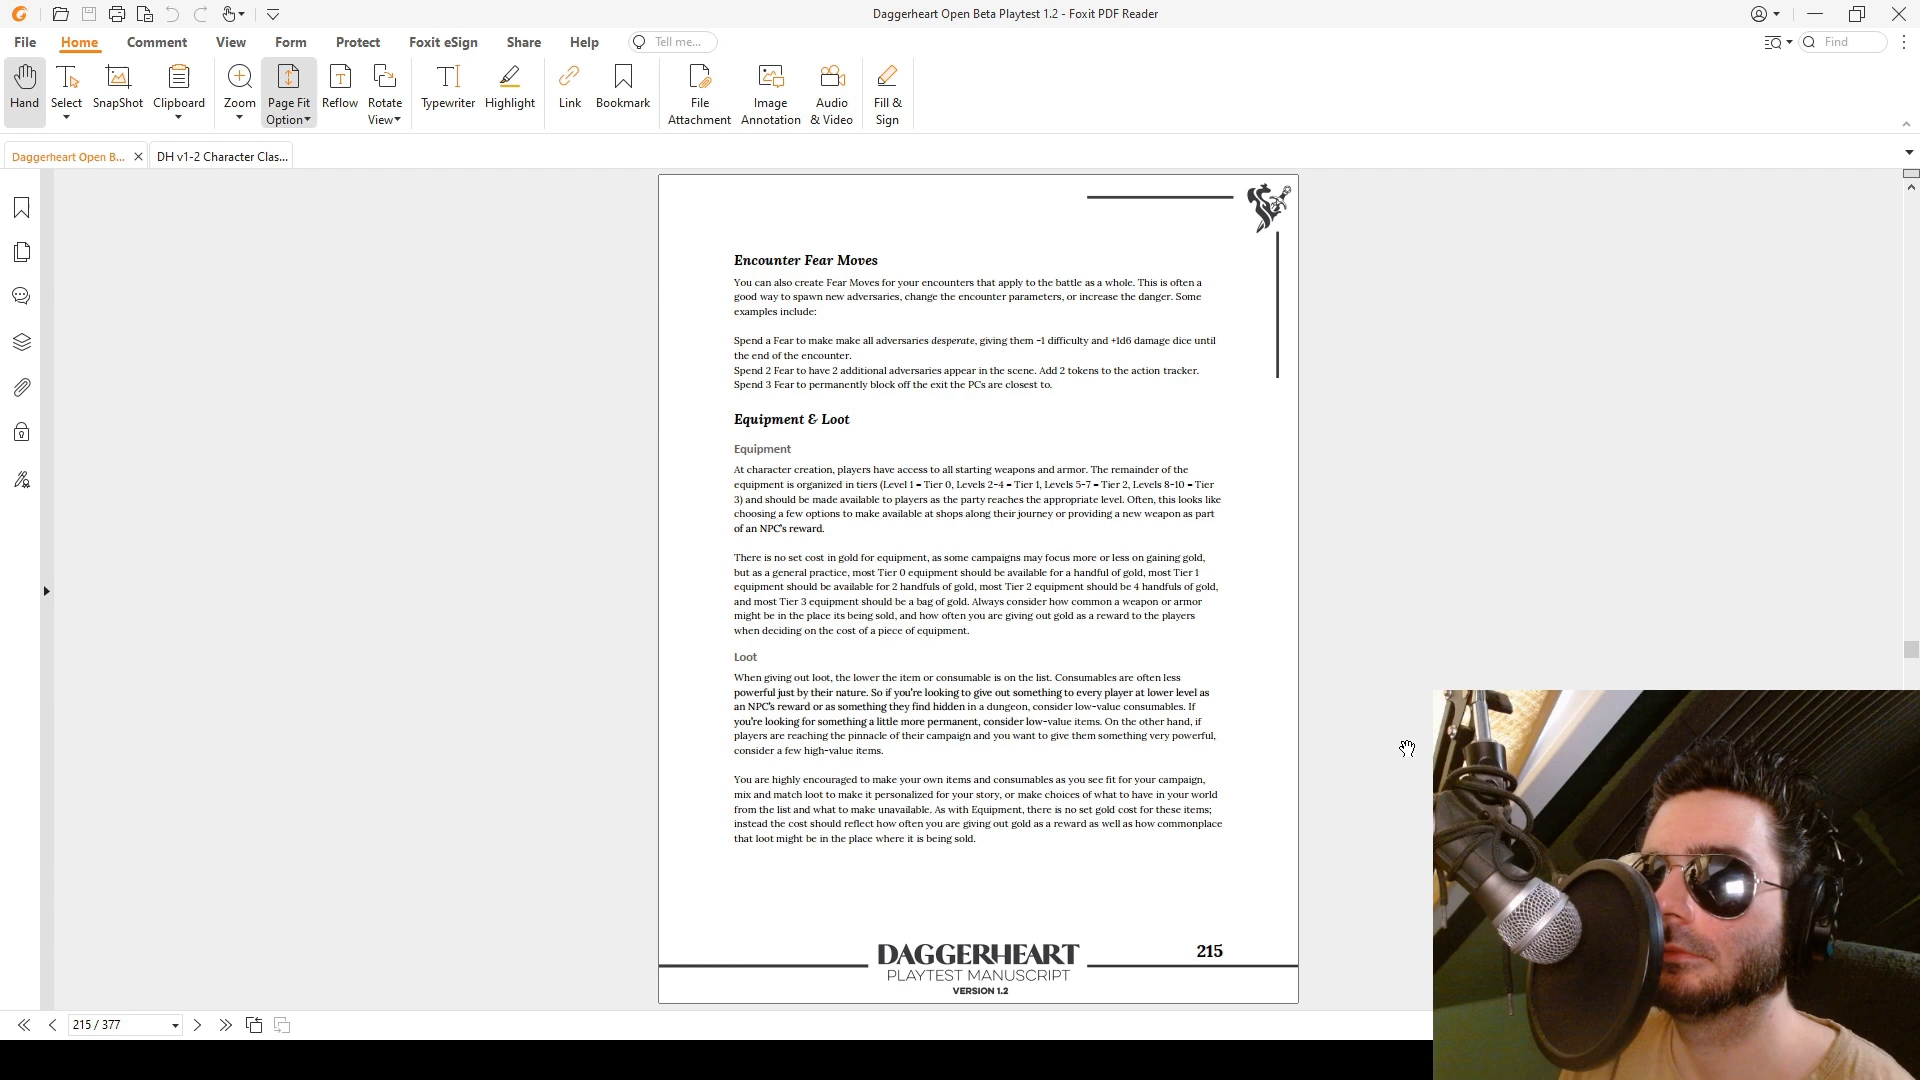 Daggerheart Open Beta Playtest 1.2 - Foxit PDF Reader
File Home Comment View Form Protect Foxit eSign Share Help Tell me... Find
Hand Select SnapShot Clipboard Zoom Page Fit Option Reflow Rotate View Typewriter Highlight Link Bookmark File Attachment Image Annotation Audio & Video Fill & Sign
Daggerheart Open B... DH v1-2 Character Clas...
Encounter Fear Moves
You can also create Fear Moves for your encounters that apply to the battle as a whole. This is often a
good way to spawn new adversaries, change the encounter parameters, or increase the danger. Some
examples include:
Spend a Fear to make make all adversaries desperate, giving them -1 difficulty and +1d6 damage dice until
the end of the encounter.
Spend 2 Fear to have 2 additional adversaries appear in the scene. Add 2 tokens to the action tracker.
Spend 3 Fear to permanently block off the exit the PCs are closest to.
Equipment & Loot
Equipment
At character creation, players have access to all starting weapons and armor. The remainder of the
equipment is organized in tiers (Level 1 = Tier 0, Levels 2-4 = Tier 1, Levels 5-7 = Tier 2, Levels 8-10 = Tier
3) and should be made available to players as the party reaches the appropriate level. Often, this looks like
choosing a few options to make available at shops along their journey or providing a new weapon as part
of an NPC's reward.
There is no set cost in gold for equipment, as some campaigns may focus more or less on gaining gold,
but as a general practice, most Tier 0 equipment should be available for a handful of gold, most Tier 1
equipment should be available for 2 handfuls of gold, most Tier 2 equipment should be 4 handfuls of gold,
and most Tier 3 equipment should be a bag of gold. Always consider how common a weapon or armor
might be in the place its being sold, and how often you are giving out gold as a reward to the players
when deciding on the cost of a piece of equipment.
Loot
When giving out loot, the lower the item or consumable is on the list. Consumables are often less
powerful just by their nature. So if you're looking to give out something to every player at lower level as
an NPC's reward or as something they find hidden in a dungeon, consider low-value consumables. If
you're looking for something a little more permanent, consider low-value items. On the other hand, if
players are reaching the pinnacle of their campaign and you want to give them something very powerful,
consider a few high-value items.
You are highly encouraged to make your own items and consumables as you see fit for your campaign,
mix and match loot to make it personalized for your story, or make choices of what to have in your world
from the list and what to make unavailable. As with Equipment, there is no set gold cost for these items;
instead the cost should reflect how often you are giving out gold as a reward as well as how commonplace
that loot might be in the place where it is being sold.
DAGGERHEART
PLAYTEST MANUSCRIPT
VERSION 1.2
215
215 / 377